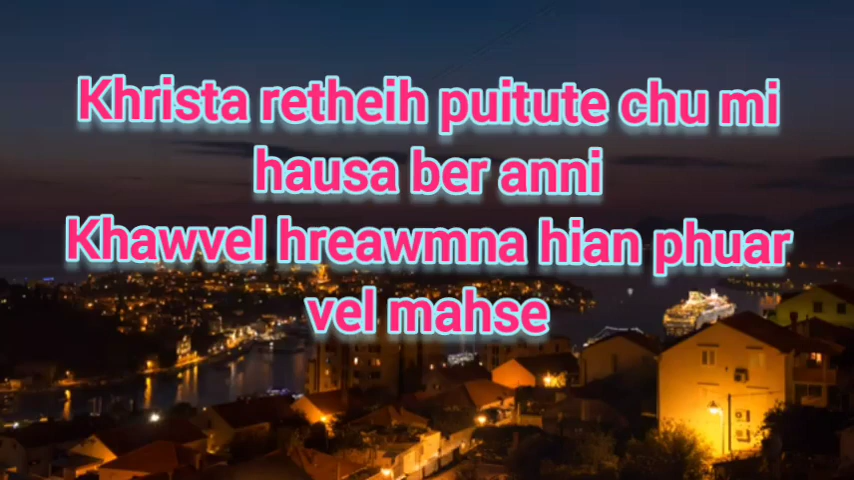 Khrista retheih puitute chu mi
hausa ber anni
Khawvel hreawmna hian phuar
vel mahse